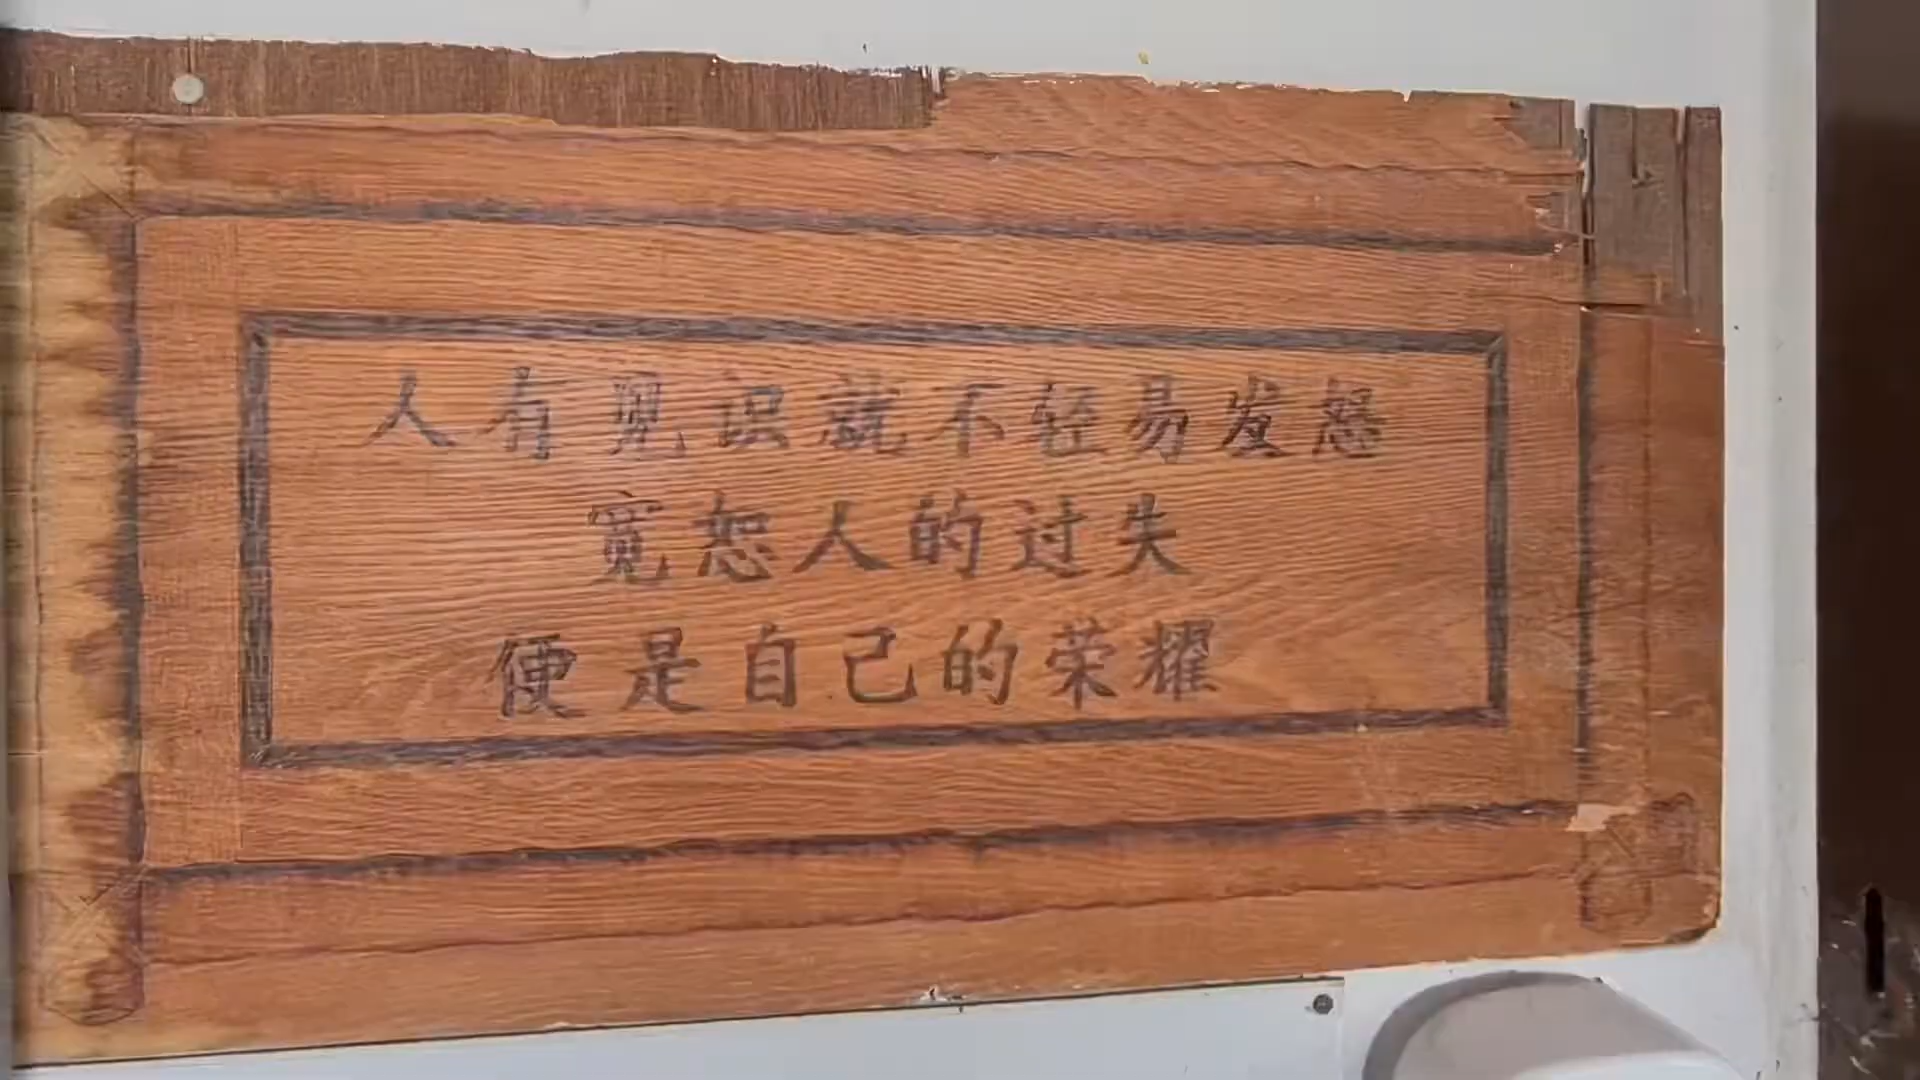 人有见识就不轻易发怒
宽恕人的过失
便是自己的荣耀